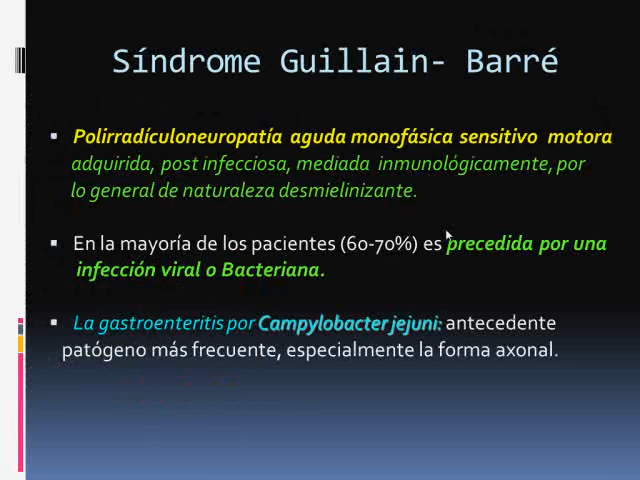 Síndrome Guillain- Barré
▪ Polirradículoneuropatía aguda monofásica sensitivo motora
adquirida, post infecciosa, mediada inmunológicamente, por
lo general de naturaleza desmielinizante.
▪ En la mayoría de los pacientes (60-70%) es precedida por una
infección viral o Bacteriana.
▪ La gastroenteritis por Campylobacter jejuni: antecedente
patógeno más frecuente, especialmente la forma axonal.